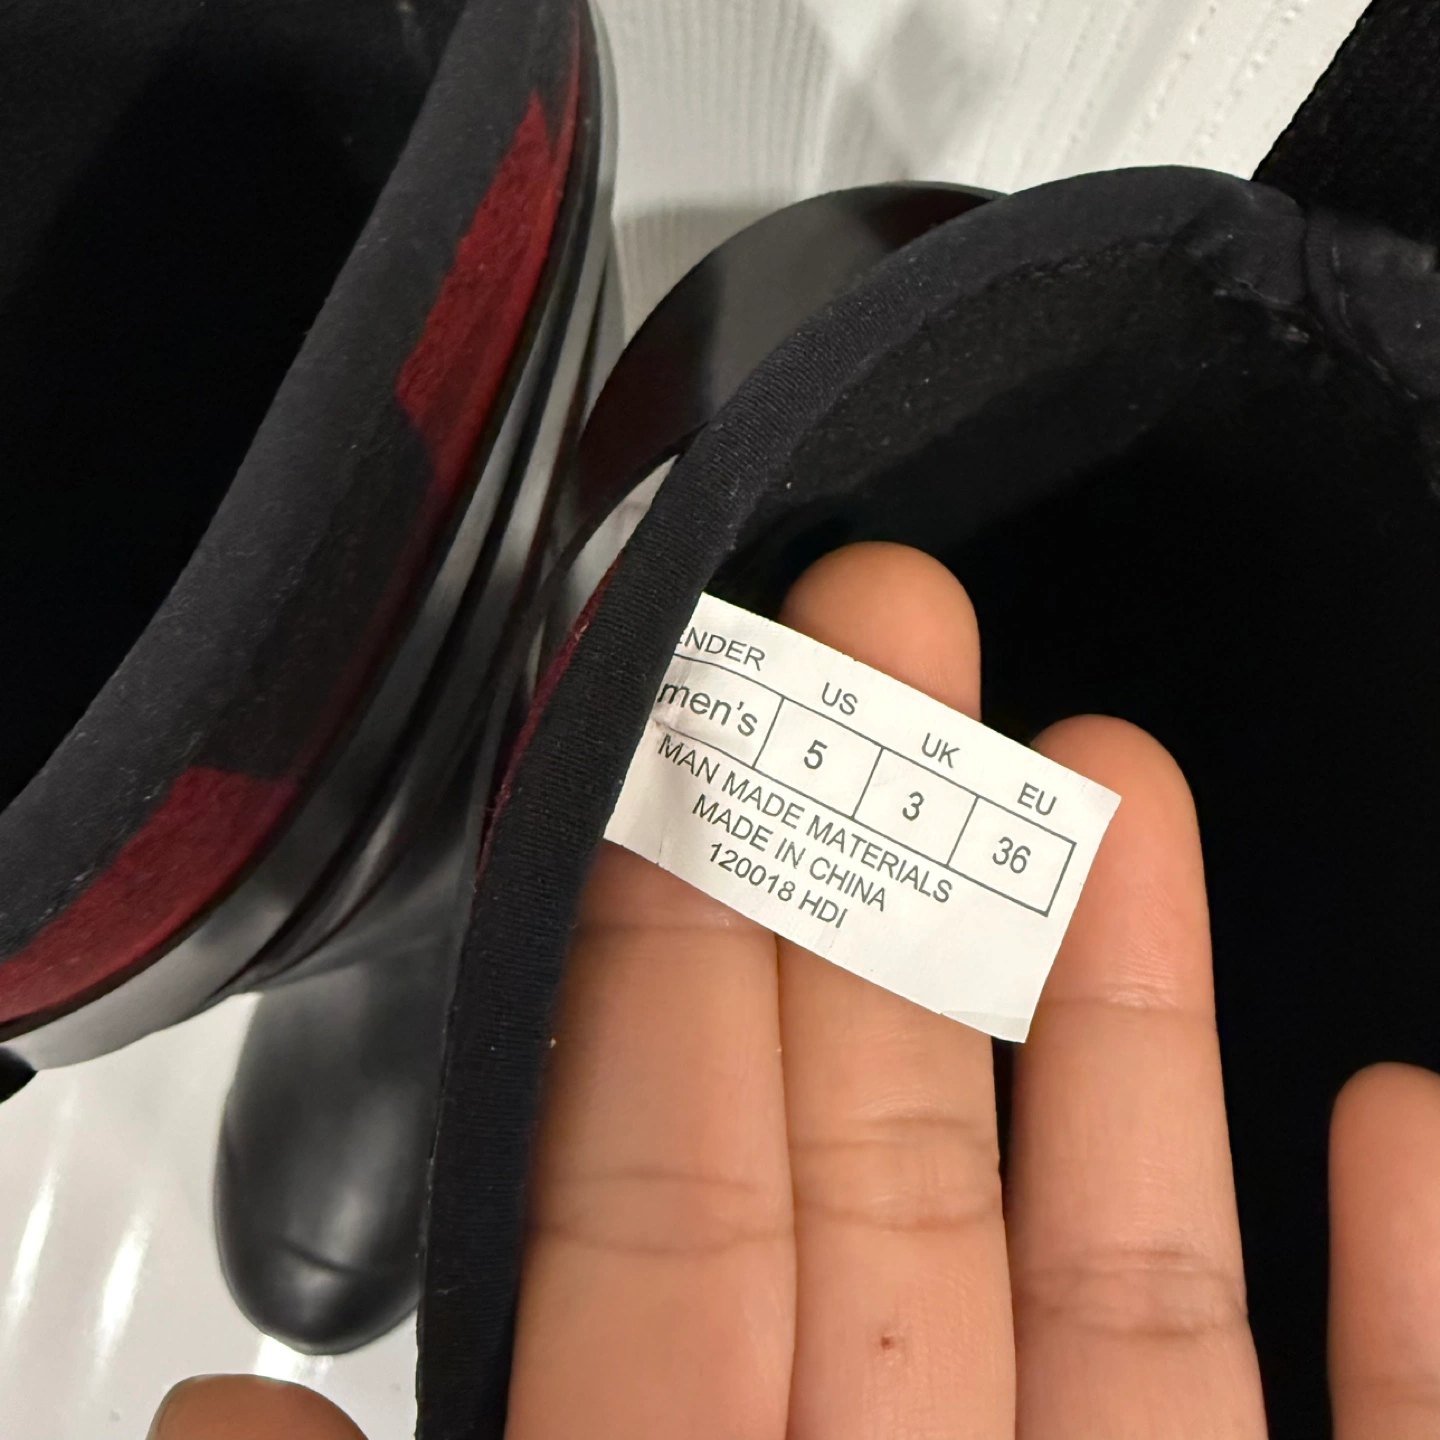 ENDER US UK EU
men's 5 3 36
MAN MADE MATERIALS
MADE IN CHINA
120018 HDI